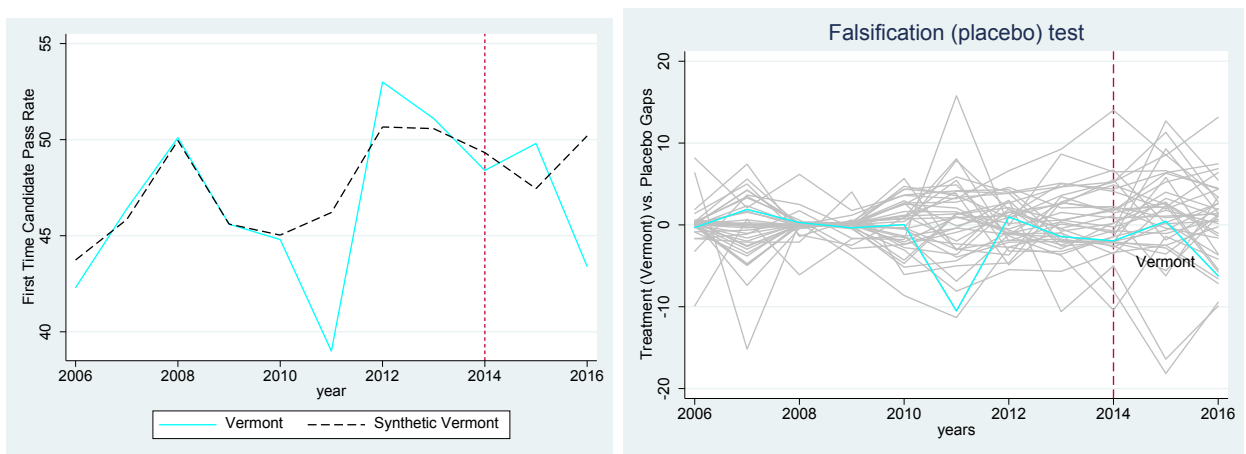 First Time Candidate Pass Rate
55
50
45
40
2006 2008 2010 2012 2014 2016
year
Vermont Synthetic Vermont
Falsification (placebo) test
Treatment (Vermont) vs. Placebo Gaps
20
10
0
-10
-20
Vermont
2006 2008 2010 2012 2014 2016
years